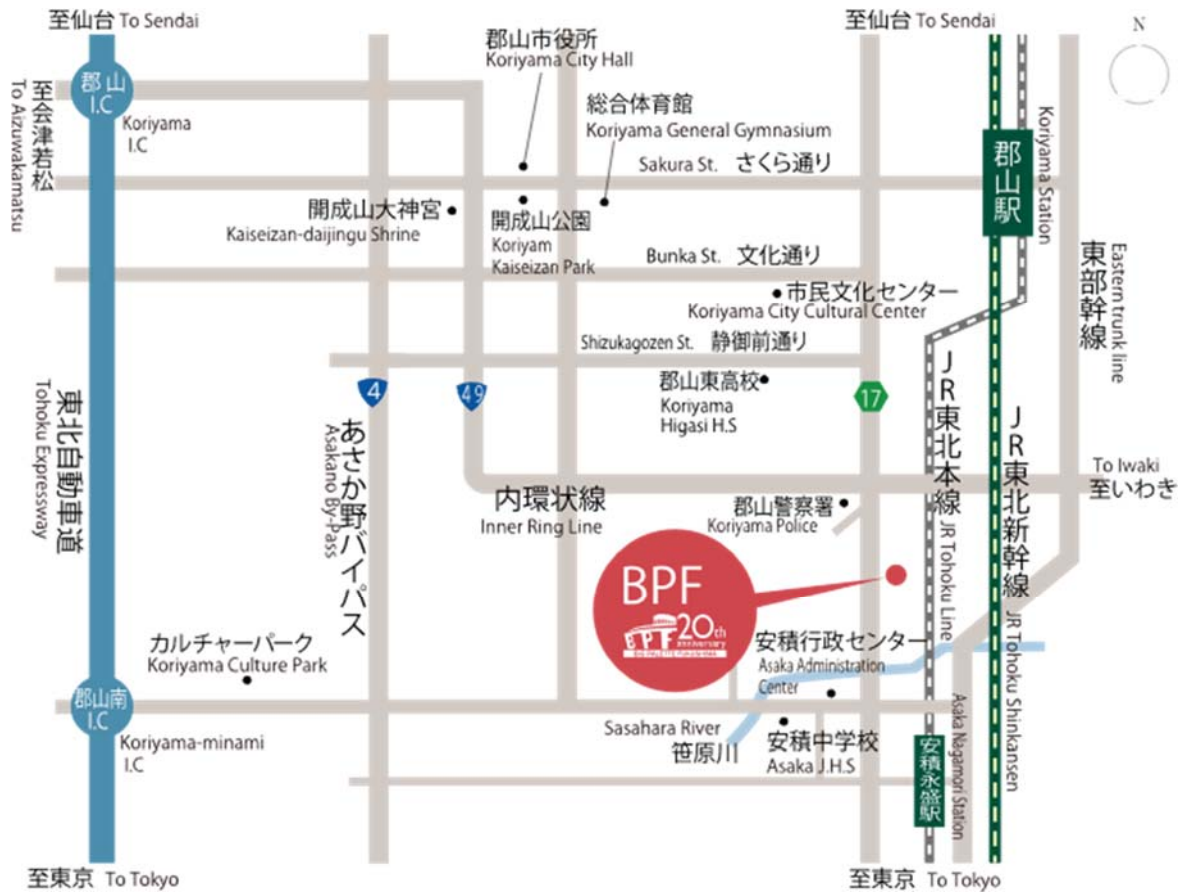 至仙台 To Sendai
至仙台 To Sendai
N
郡山市役所
Koriyama City Hall
郡山
I.C
Koriyama
I.C
至会津若松
To Aizuwakamatsu
総合体育館
Koriyama General Gymnasium
Sakura St. さくら通り
郡山駅
Koriyama Station
開成山大神宮
Kaiseizan-daijingu Shrine
開成山公園
Koriyam
Kaiseizan Park
Bunka St. 文化通り
東部幹線
Eastern trunk line
市民文化センター
Koriyama City Cultural Center
Shizukagozen St. 静御前通り
郡山東高校
Koriyama
Higasi H.S
4
49
17
東北自動車道
Tohoku Expressway
あさか野バイパス
Asakano By-Pass
JR東北本線
JR Tohoku Line
JR東北新幹線
JR Tohoku Shinkansen
To Iwaki
至いわき
内環状線
Inner Ring Line
郡山警察署
Koriyama Police
BPF
BPF 20th
anniversary
カルチャーパーク
Koriyama Culture Park
安積行政センター
Asaka Administration
Center
郡山南
I.C
Koriyama-minami
I.C
Sasahara River
笹原川
安積中学校
Asaka J.H.S
安積永盛駅
Asaka Nagamori Station
至東京 To Tokyo
至東京 To Tokyo